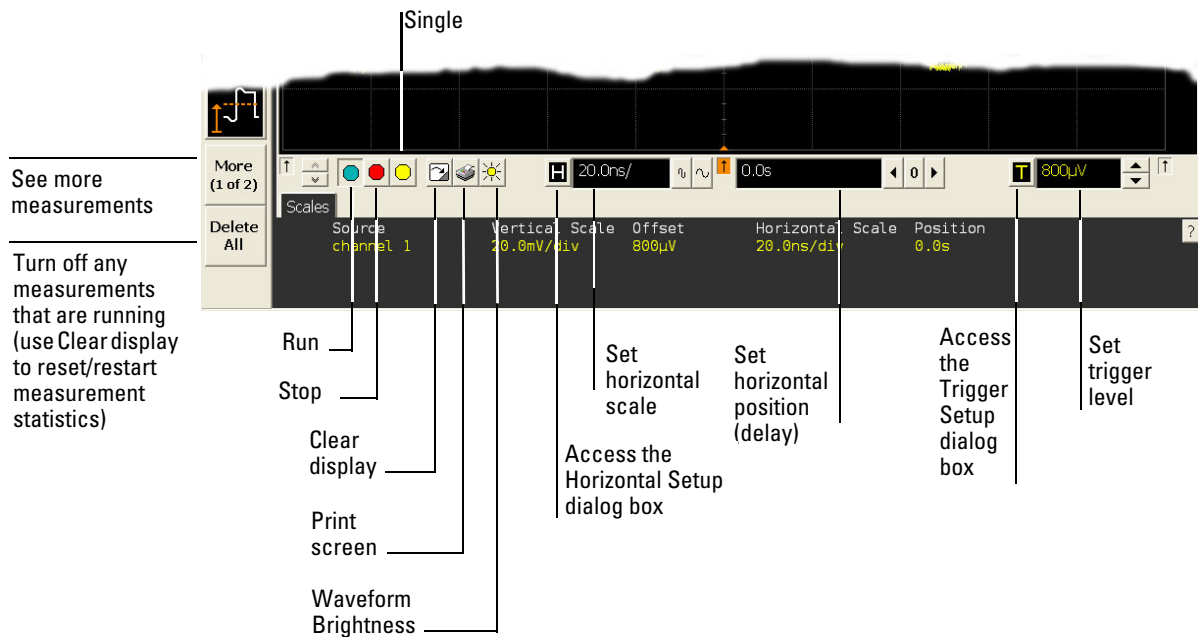 Single
More
(1 of 2)
Delete
All
See more
measurements
Turn off any
measurements
that are running
(use Clear display
to reset/restart
measurement
statistics)
H 20.0ns/ 0.0s 0 T 800µV
Scales
Source Vertical Scale Offset Horizontal Scale Position
channel 1 20.0mV/div 800µV 20.0ns/div 0.0s
?
Run
Stop
Clear
display
Print
screen
Waveform
Brightness
Access the
Horizontal Setup
dialog box
Set
horizontal
scale
Set
horizontal
position
(delay)
Access
the
Trigger
Setup
dialog
box
Set
trigger
level